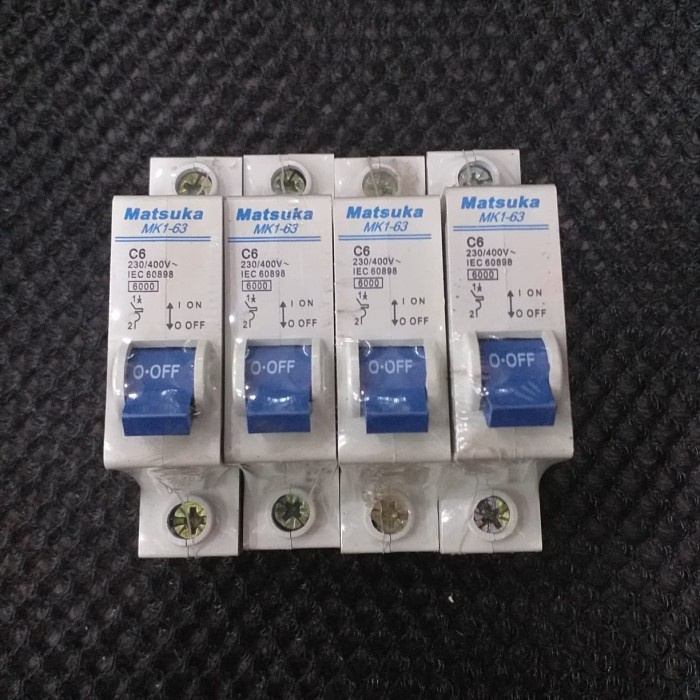 Matsuka
MK1-63
C6
230/400V~
IEC 60898
6000
1
I ON
2
O OFF
O·OFF
Matsuka
MK1-63
C6
230/400V~
IEC 60898
6000
1
I ON
2
O OFF
O·OFF
Matsuka
MK1-63
C6
230/400V~
IEC 60898
6000
1
I ON
2
O OFF
O·OFF
Matsuka
MK1-63
C6
230/400V~
IEC 60898
6000
1
I ON
2
O OFF
O·OFF